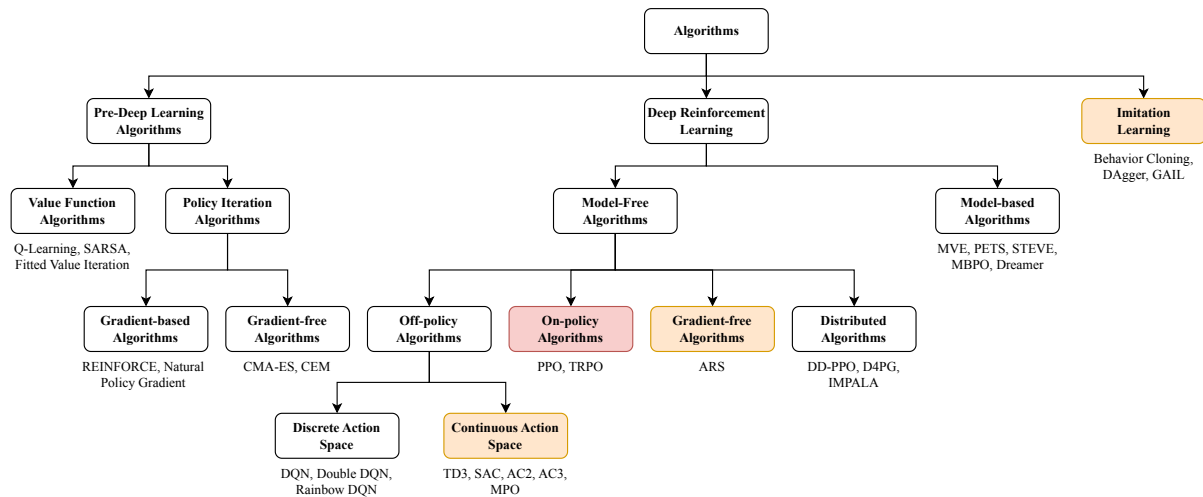 Algorithms
Pre-Deep Learning
Algorithms
Deep Reinforcement
Learning
Imitation
Learning
Behavior Cloning,
DAgger, GAIL
Value Function
Algorithms
Q-Learning, SARSA,
Fitted Value Iteration
Policy Iteration
Algorithms
Model-Free
Algorithms
Model-based
Algorithms
MVE, PETS, STEVE,
MBPO, Dreamer
Gradient-based
Algorithms
REINFORCE, Natural
Policy Gradient
Gradient-free
Algorithms
CMA-ES, CEM
Off-policy
Algorithms
On-policy
Algorithms
PPO, TRPO
Gradient-free
Algorithms
ARS
Distributed
Algorithms
DD-PPO, D4PG,
IMPALA
Discrete Action
Space
DQN, Double DQN,
Rainbow DQN
Continuous Action
Space
TD3, SAC, AC2, AC3,
MPO